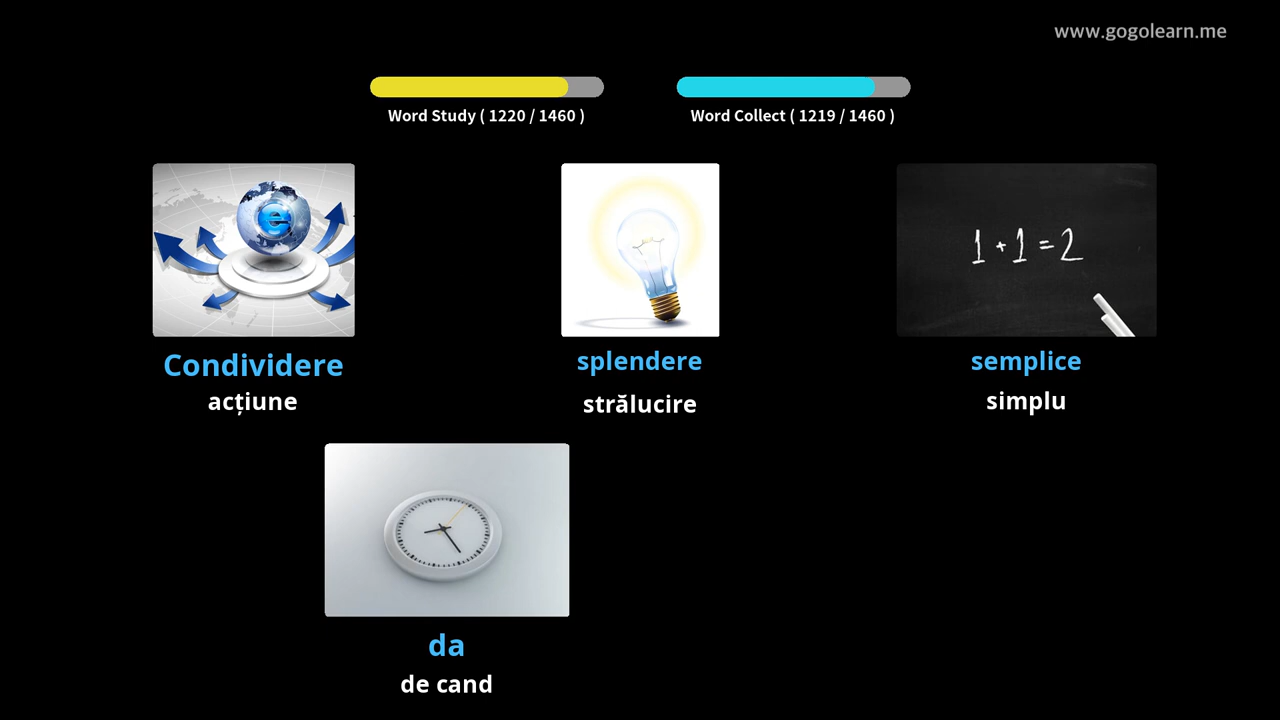 www.gogolearn.me
Word Study ( 1220 / 1460 )
Word Collect ( 1219 / 1460 )
e
1 + 1 = 2
Condividere
splendere
semplice
acțiune
strălucire
simplu
da
de cand